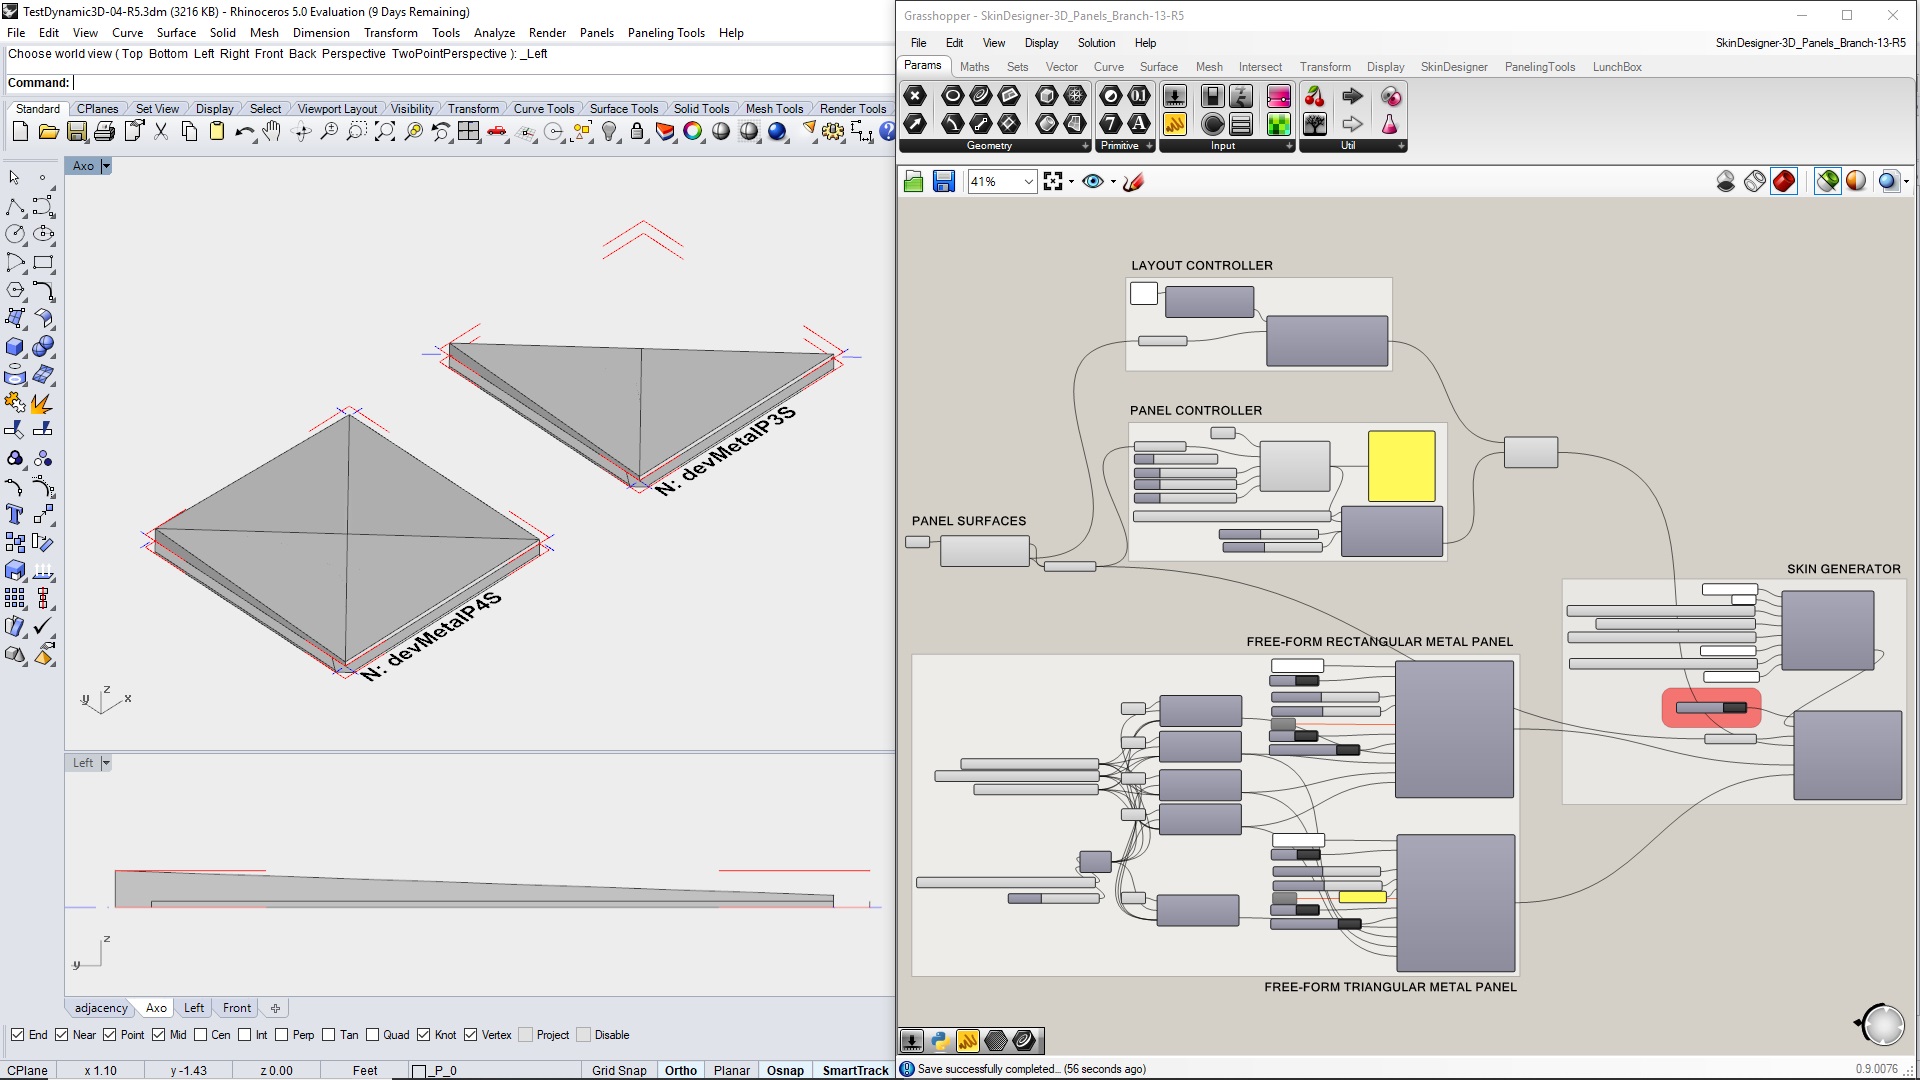 TestDynamic3D-04-R5.3dm (3216 KB) - Rhinoceros 5.0 Evaluation (9 Days Remaining)
File Edit View Curve Surface Solid Mesh Dimension Transform Tools Analyze Render Panels Paneling Tools Help
Choose world view ( Top Bottom Left Right Front Back Perspective TwoPointPerspective ): _Left
Command:
Standard CPlanes Set View Display Select Viewport Layout Visibility Transform Curve Tools Surface Tools Solid Tools Mesh Tools Render Tools
Axo
N: devMetalP3S
N: devMetalP4S
z
y x
Left
z
y
adjacency Axo Left Front
End Near Point Mid Cen Int Perp Tan Quad Knot Vertex Project Disable
CPlane x 1.10 y -1.43 z 0.00 Feet _P_0 Grid Snap Ortho Planar Osnap SmartTrack
Grasshopper - SkinDesigner-3D_Panels_Branch-13-R5
File Edit View Display Solution Help SkinDesigner-3D_Panels_Branch-13-R5
Params Maths Sets Vector Curve Surface Mesh Intersect Transform Display SkinDesigner PanelingTools LunchBox
Geometry Primitive Input Util
41%
LAYOUT CONTROLLER
PANEL CONTROLLER
PANEL SURFACES
SKIN GENERATOR
FREE-FORM RECTANGULAR METAL PANEL
FREE-FORM TRIANGULAR METAL PANEL
Save successfully completed... (56 seconds ago) 0.9.0076